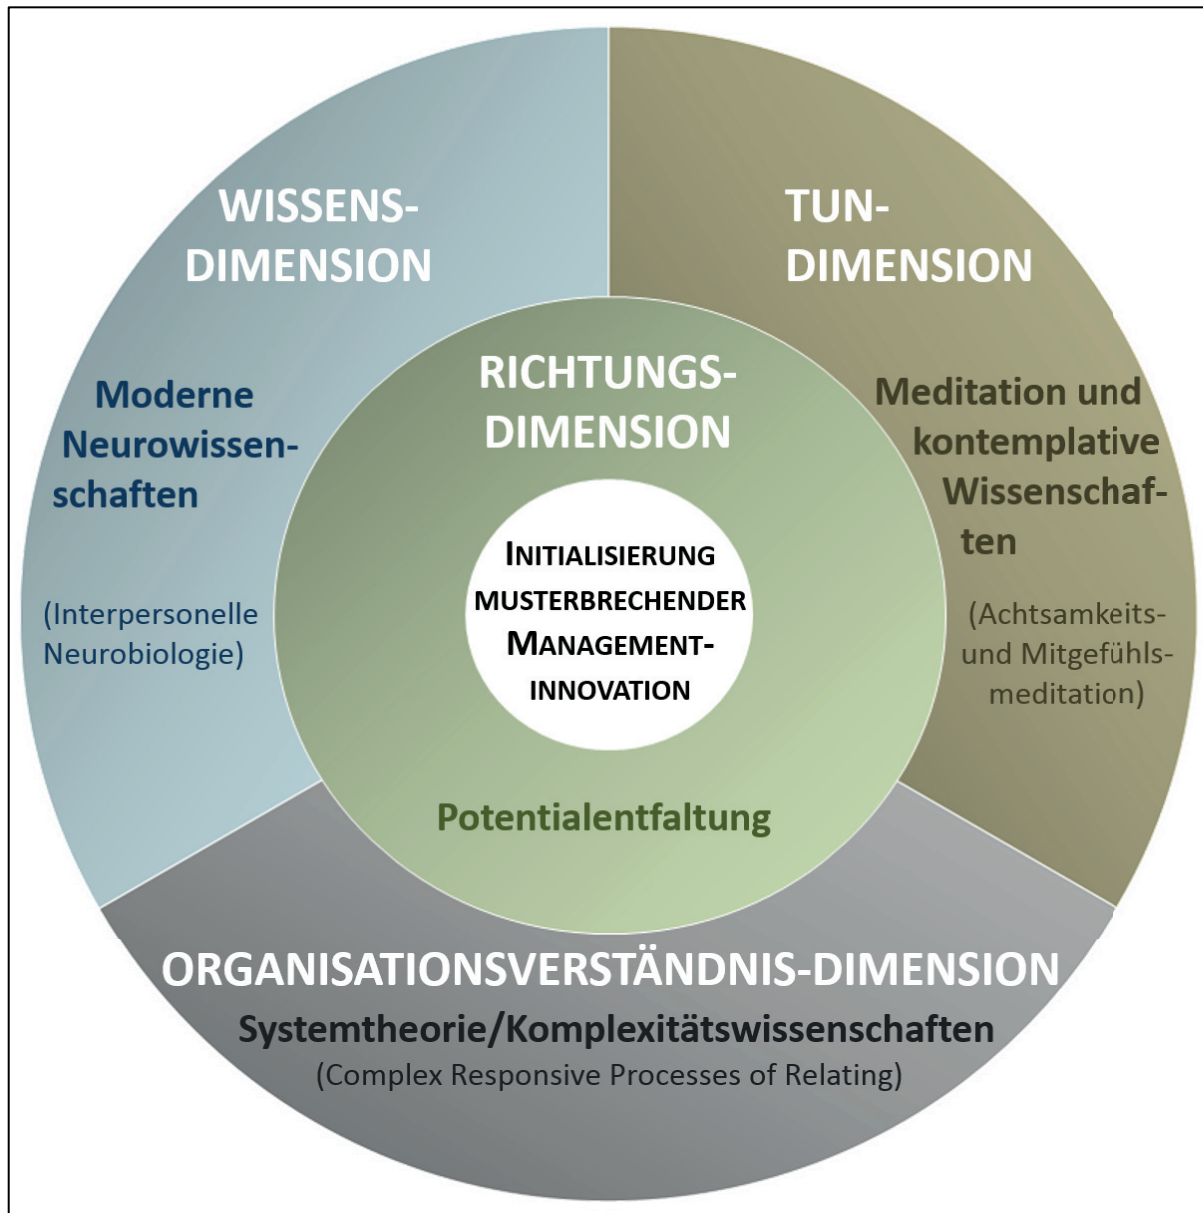 WISSENS-
DIMENSION
Moderne
Neurowissen-
schaften
(Interpersonelle
Neurobiologie)
TUN-
DIMENSION
Meditation und
kontemplative
Wissenschaf-
ten
(Achtsamkeits-
und Mitgefühls-
meditation)
RICHTUNGS-
DIMENSION
INITIALISIERUNG
MUSTERBRECHENDER
MANAGEMENT-
INNOVATION
Potentialentfaltung
ORGANISATIONSVERSTÄNDNIS-DIMENSION
Systemtheorie/Komplexitätswissenschaften
(Complex Responsive Processes of Relating)